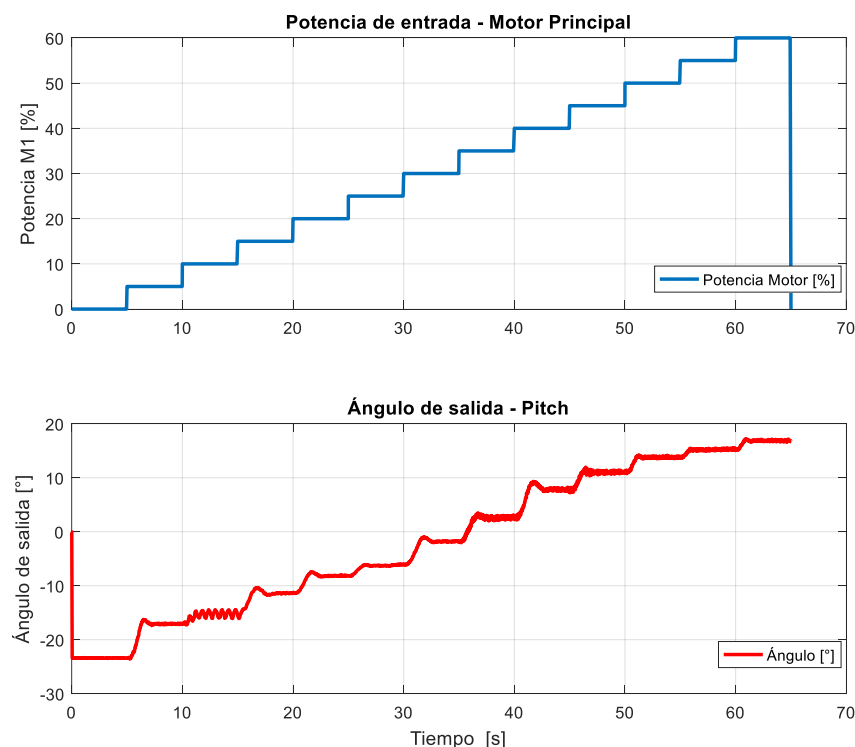 Potencia de entrada - Motor Principal
Potencia M1 [%]
60
50
40
30
20
10
0
Potencia Motor [%]
0 10 20 30 40 50 60 70
Ángulo de salida - Pitch
Ángulo de salida [°]
20
10
0
-10
-20
-30
Ángulo [°]
0 10 20 30 40 50 60 70
Tiempo [s]